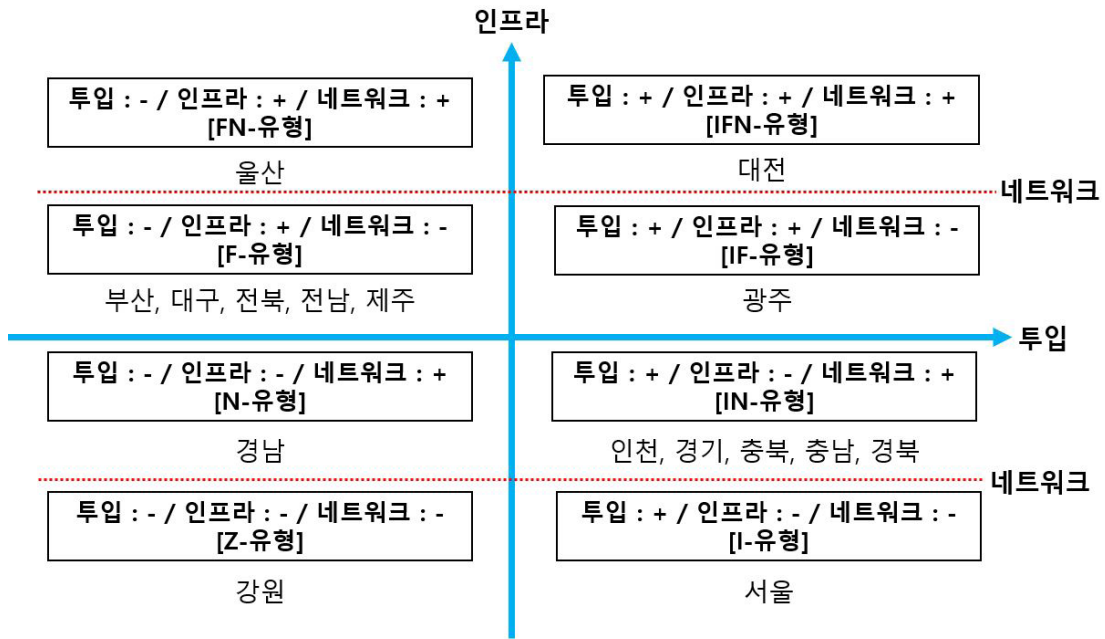 인프라
투입 : - / 인프라 : + / 네트워크 : +
[FN-유형]
울산
투입 : + / 인프라 : + / 네트워크 : +
[IFN-유형]
대전
네트워크
투입 : - / 인프라 : + / 네트워크 : -
[F-유형]
부산, 대구, 전북, 전남, 제주
투입 : + / 인프라 : + / 네트워크 : -
[IF-유형]
광주
투입
투입 : - / 인프라 : - / 네트워크 : +
[N-유형]
경남
투입 : + / 인프라 : - / 네트워크 : +
[IN-유형]
인천, 경기, 충북, 충남, 경북
네트워크
투입 : - / 인프라 : - / 네트워크 : -
[Z-유형]
강원
투입 : + / 인프라 : - / 네트워크 : -
[I-유형]
서울